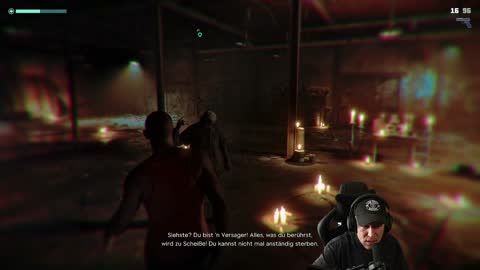 16 96
Siehste? Du bist 'n Versager! Alles, was du berührst,
wird zu Scheiße! Du kannst nicht mal anständig sterben.